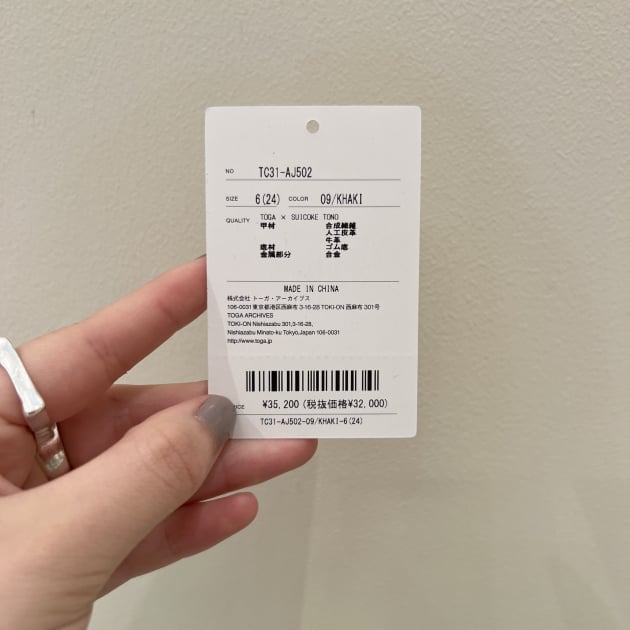 NO TC31-AJ502
SIZE 6(24) COLOR 09/KHAKI
QUALITY TOGA × SUICOKE TONO
甲材 合成繊維
人工皮革
牛革
底材 ゴム底
金属部分 合金
MADE IN CHINA
株式会社 トーガ・アーカイブス
106-0031東京都港区西麻布 3-16-28 TOKI-ON 西麻布 301号
TOGA ARCHIVES
TOKI-ON Nishiazabu 301,3-16-28,
Nishiazabu Minato-ku Tokyo,Japan 106-0031
http://www.toga.jp
¥35,200 (税抜価格¥32,000)
TC31-AJ502-09/KHAKI-6(24)